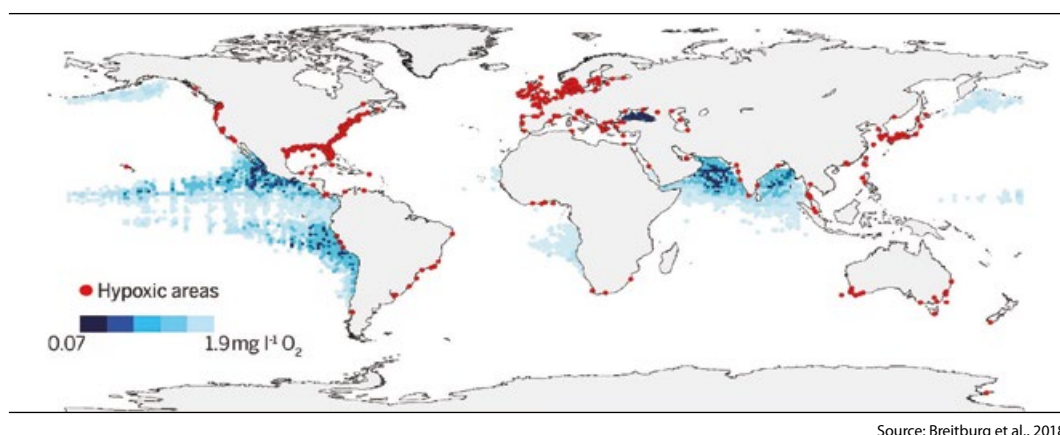 Hypoxic areas
0.07 1.9 mg l⁻¹ O₂
Source: Breitburg et al., 2018